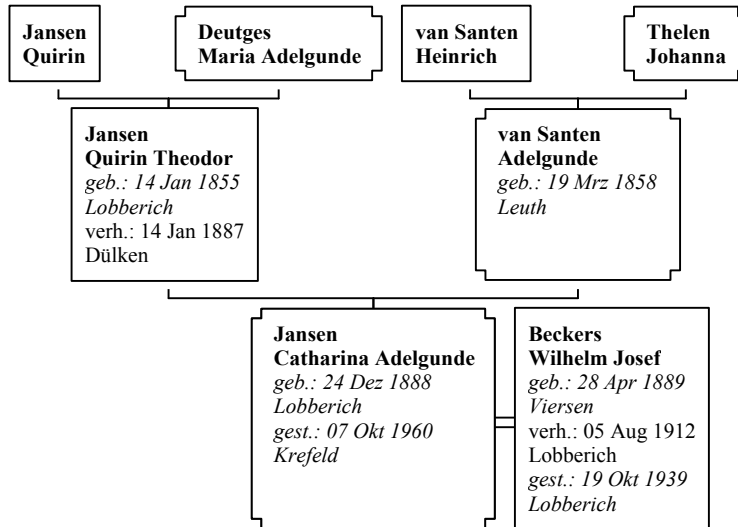 Jansen
Quirin
Deutges
Maria Adelgunde
van Santen
Heinrich
Thelen
Johanna
Jansen
Quirin Theodor
geb.: 14 Jan 1855
Lobberich
verh.: 14 Jan 1887
Dülken
van Santen
Adelgunde
geb.: 19 Mrz 1858
Leuth
Jansen
Catharina Adelgunde
geb.: 24 Dez 1888
Lobberich
gest.: 07 Okt 1960
Krefeld
Beckers
Wilhelm Josef
geb.: 28 Apr 1889
Viersen
verh.: 05 Aug 1912
Lobberich
gest.: 19 Okt 1939
Lobberich